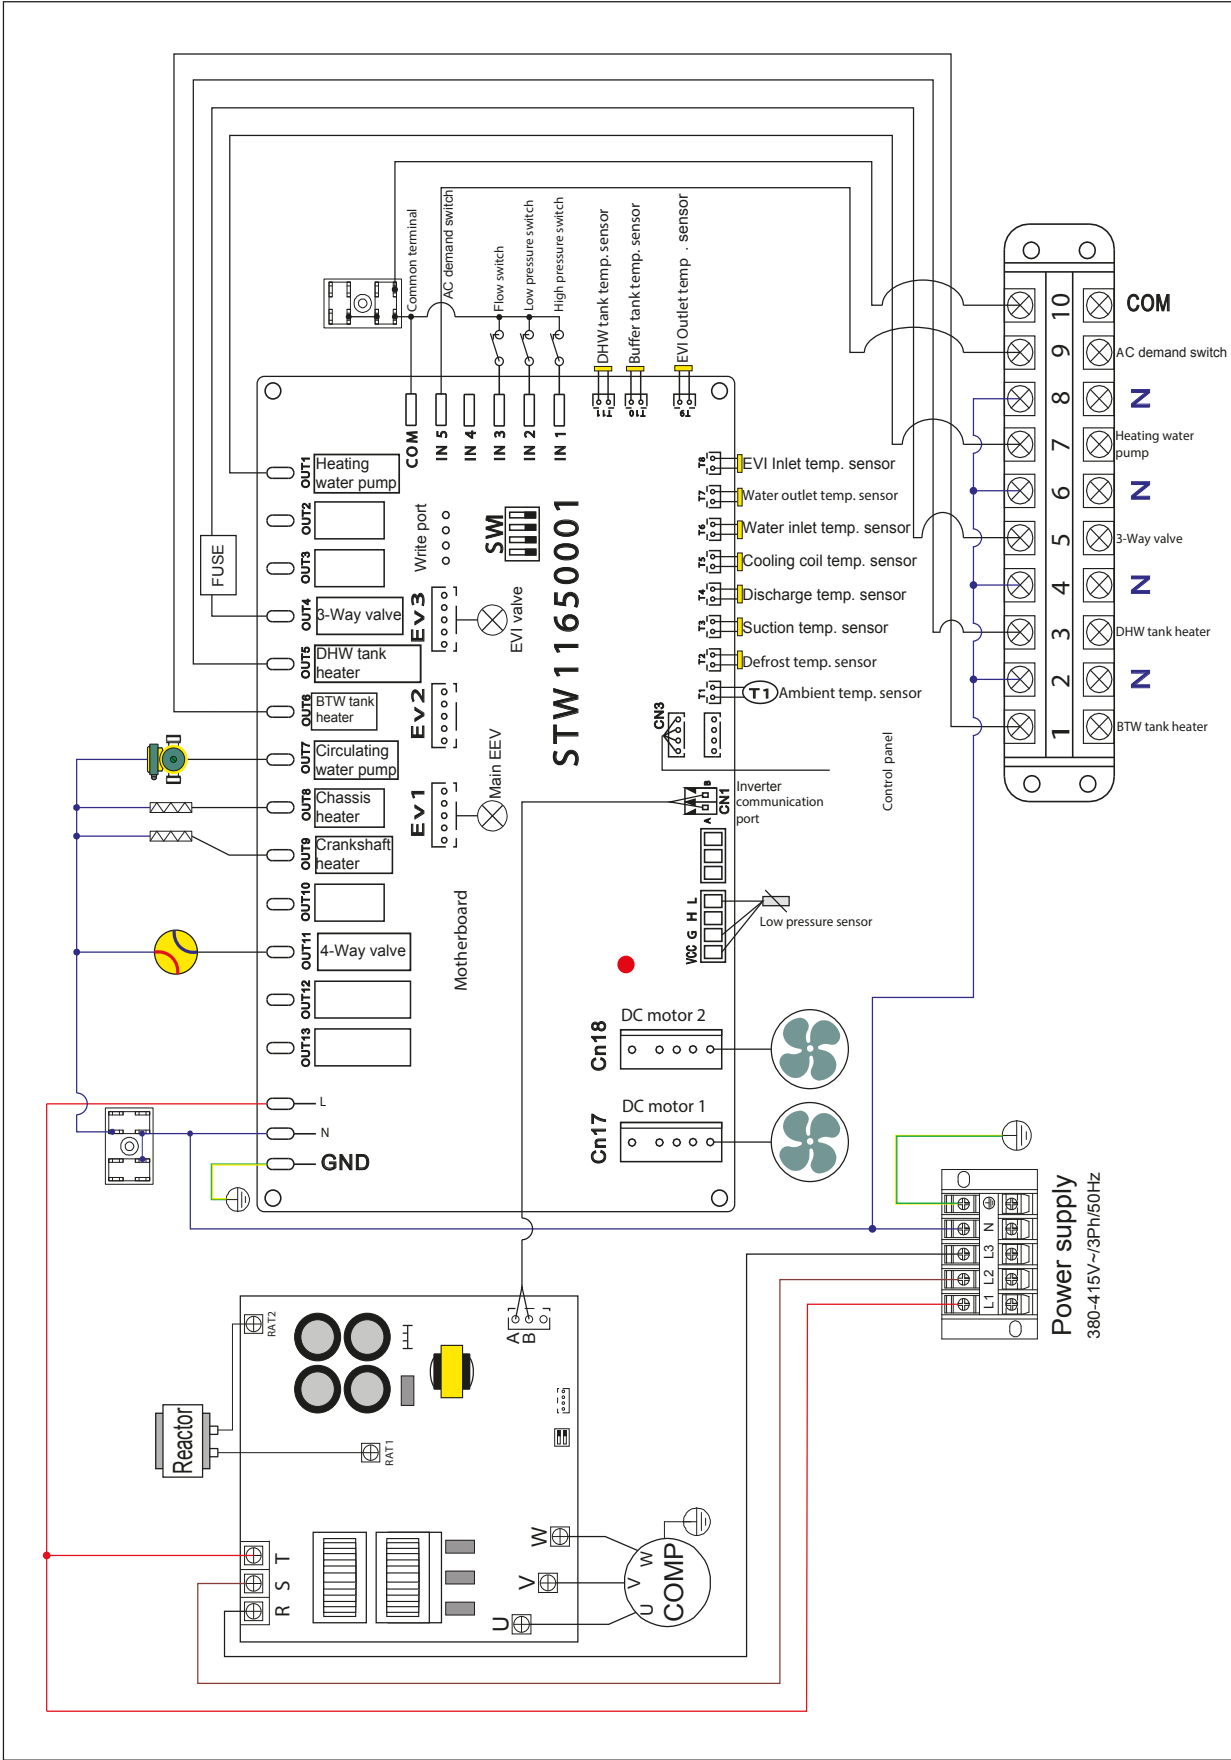 Common terminal
AC demand switch
Flow switch
Low pressure switch
High pressure switch
DHW tank temp. sensor
Buffer tank temp. sensor
EVI Outlet temp . sensor
COM
IN 5
IN 4
IN 3
IN 2
IN 1
T11
T10
T9
OUT1
Heating
water pump
OUT2
OUT3
OUT4
3-Way valve
OUT5
DHW tank
heater
OUT6
BTW tank
heater
OUT7
Circulating
water pump
OUT8
Chassis
heater
OUT9
Crankshaft
heater
OUT10
OUT11
4-Way valve
OUT12
OUT13
L
N
GND
FUSE
Write port
SW
Ev3
EVI valve
Ev2
Ev1
Main EEV
STW11650001
Motherboard
T8
EVI Inlet temp. sensor
T7
Water outlet temp. sensor
T6
Water inlet temp. sensor
T5
Cooling coil temp. sensor
T4
Discharge temp. sensor
T3
Suction temp. sensor
T2
Defrost temp. sensor
T1
T1
Ambient temp. sensor
CN3
Control panel
B
CN1
A
Inverter
communication
port
VCC G H L
Low pressure sensor
Cn18
DC motor 2
Cn17
DC motor 1
10
COM
9
AC demand switch
8
N
7
Heating water
pump
6
N
5
3-Way valve
4
N
3
DHW tank heater
2
N
1
BTW tank heater
N
L3
L2
L1
Power supply
380-415V~/3Ph/50Hz
RAT2
A
B
Reactor
RAT1
T
S
R
W
V
U
W
V
U
COMP